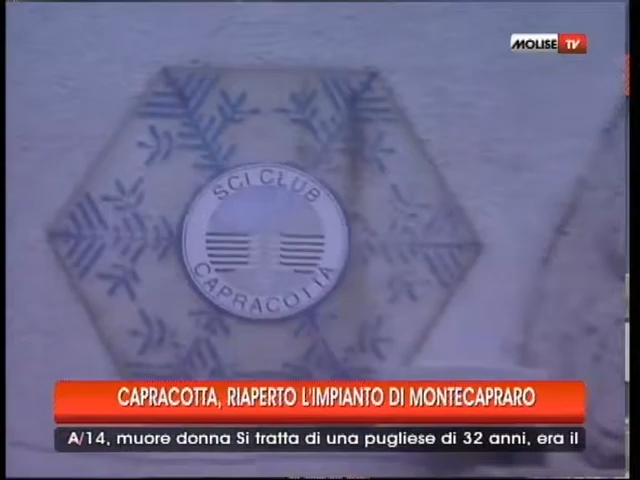 MOLISE TV
SCI CLUB
CAPRACOTTA
CAPRACOTTA, RIAPERTO L'IMPIANTO DI MONTECAPRARO
A/14, muore donna Si tratta di una pugliese di 32 anni, era il